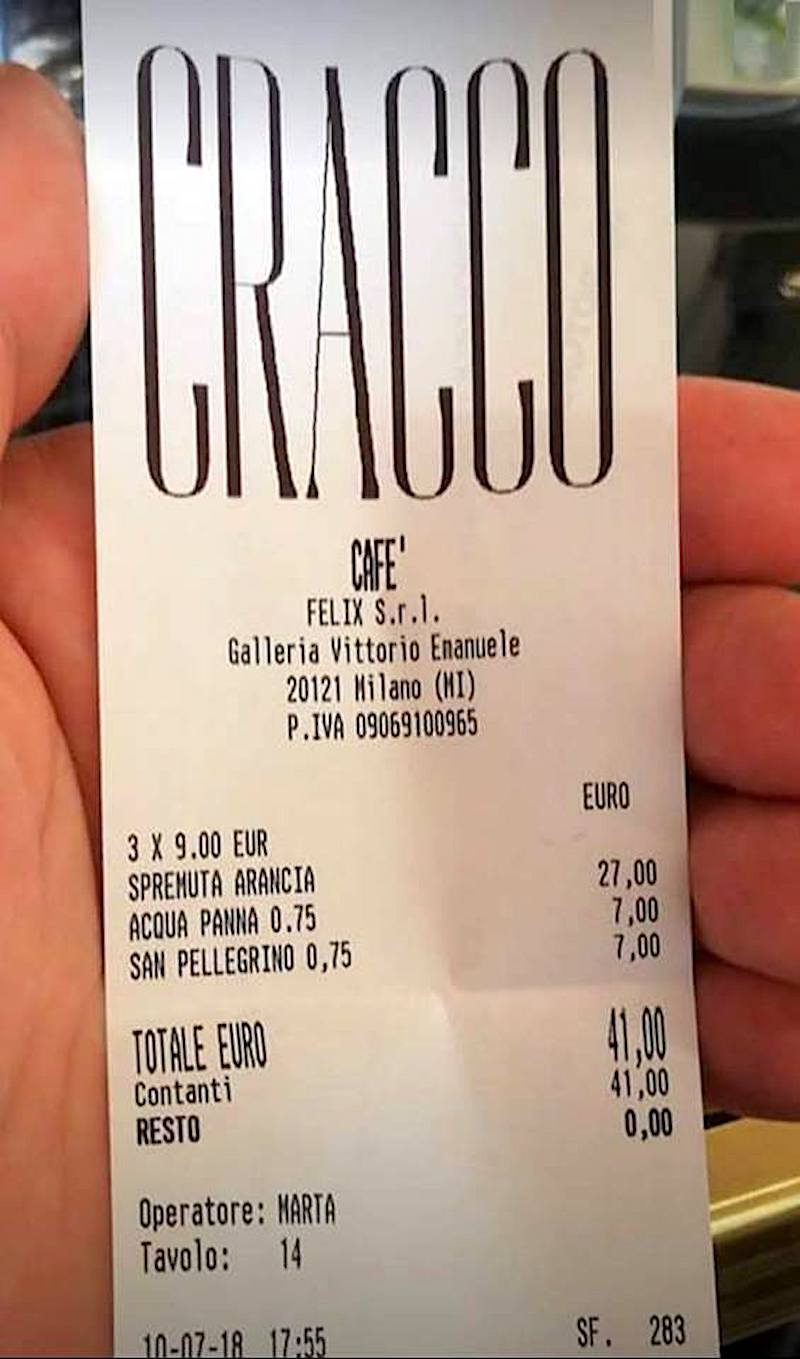 CRACCO
CAFE'
FELIX S.r.l.
Galleria Vittorio Emanuele
20121 Milano (MI)
P.IVA 09069100965
EURO
3 X 9.00 EUR
SPREMUTA ARANCIA 27,00
ACQUA PANNA 0.75 7,00
SAN PELLEGRINO 0,75 7,00
TOTALE EURO 41,00
Contanti 41,00
RESTO 0,00
Operatore: MARTA
Tavolo: 14
10-07-18 17:55 SF. 283